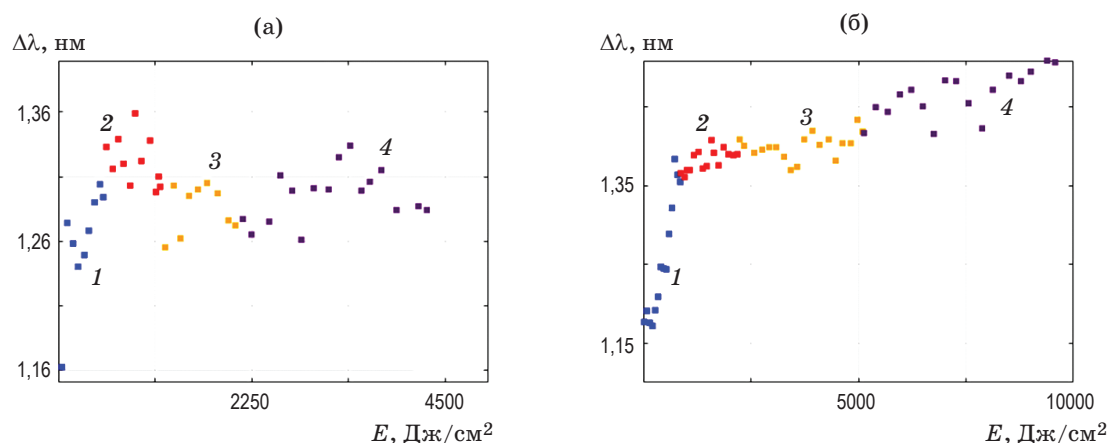 (а)
Δλ, нм
1,36
1,26
1,16
1
2
3
4
2250
4500
E, Дж/см²
(б)
Δλ, нм
1,35
1,15
1
2
3
4
5000
10000
E, Дж/см²